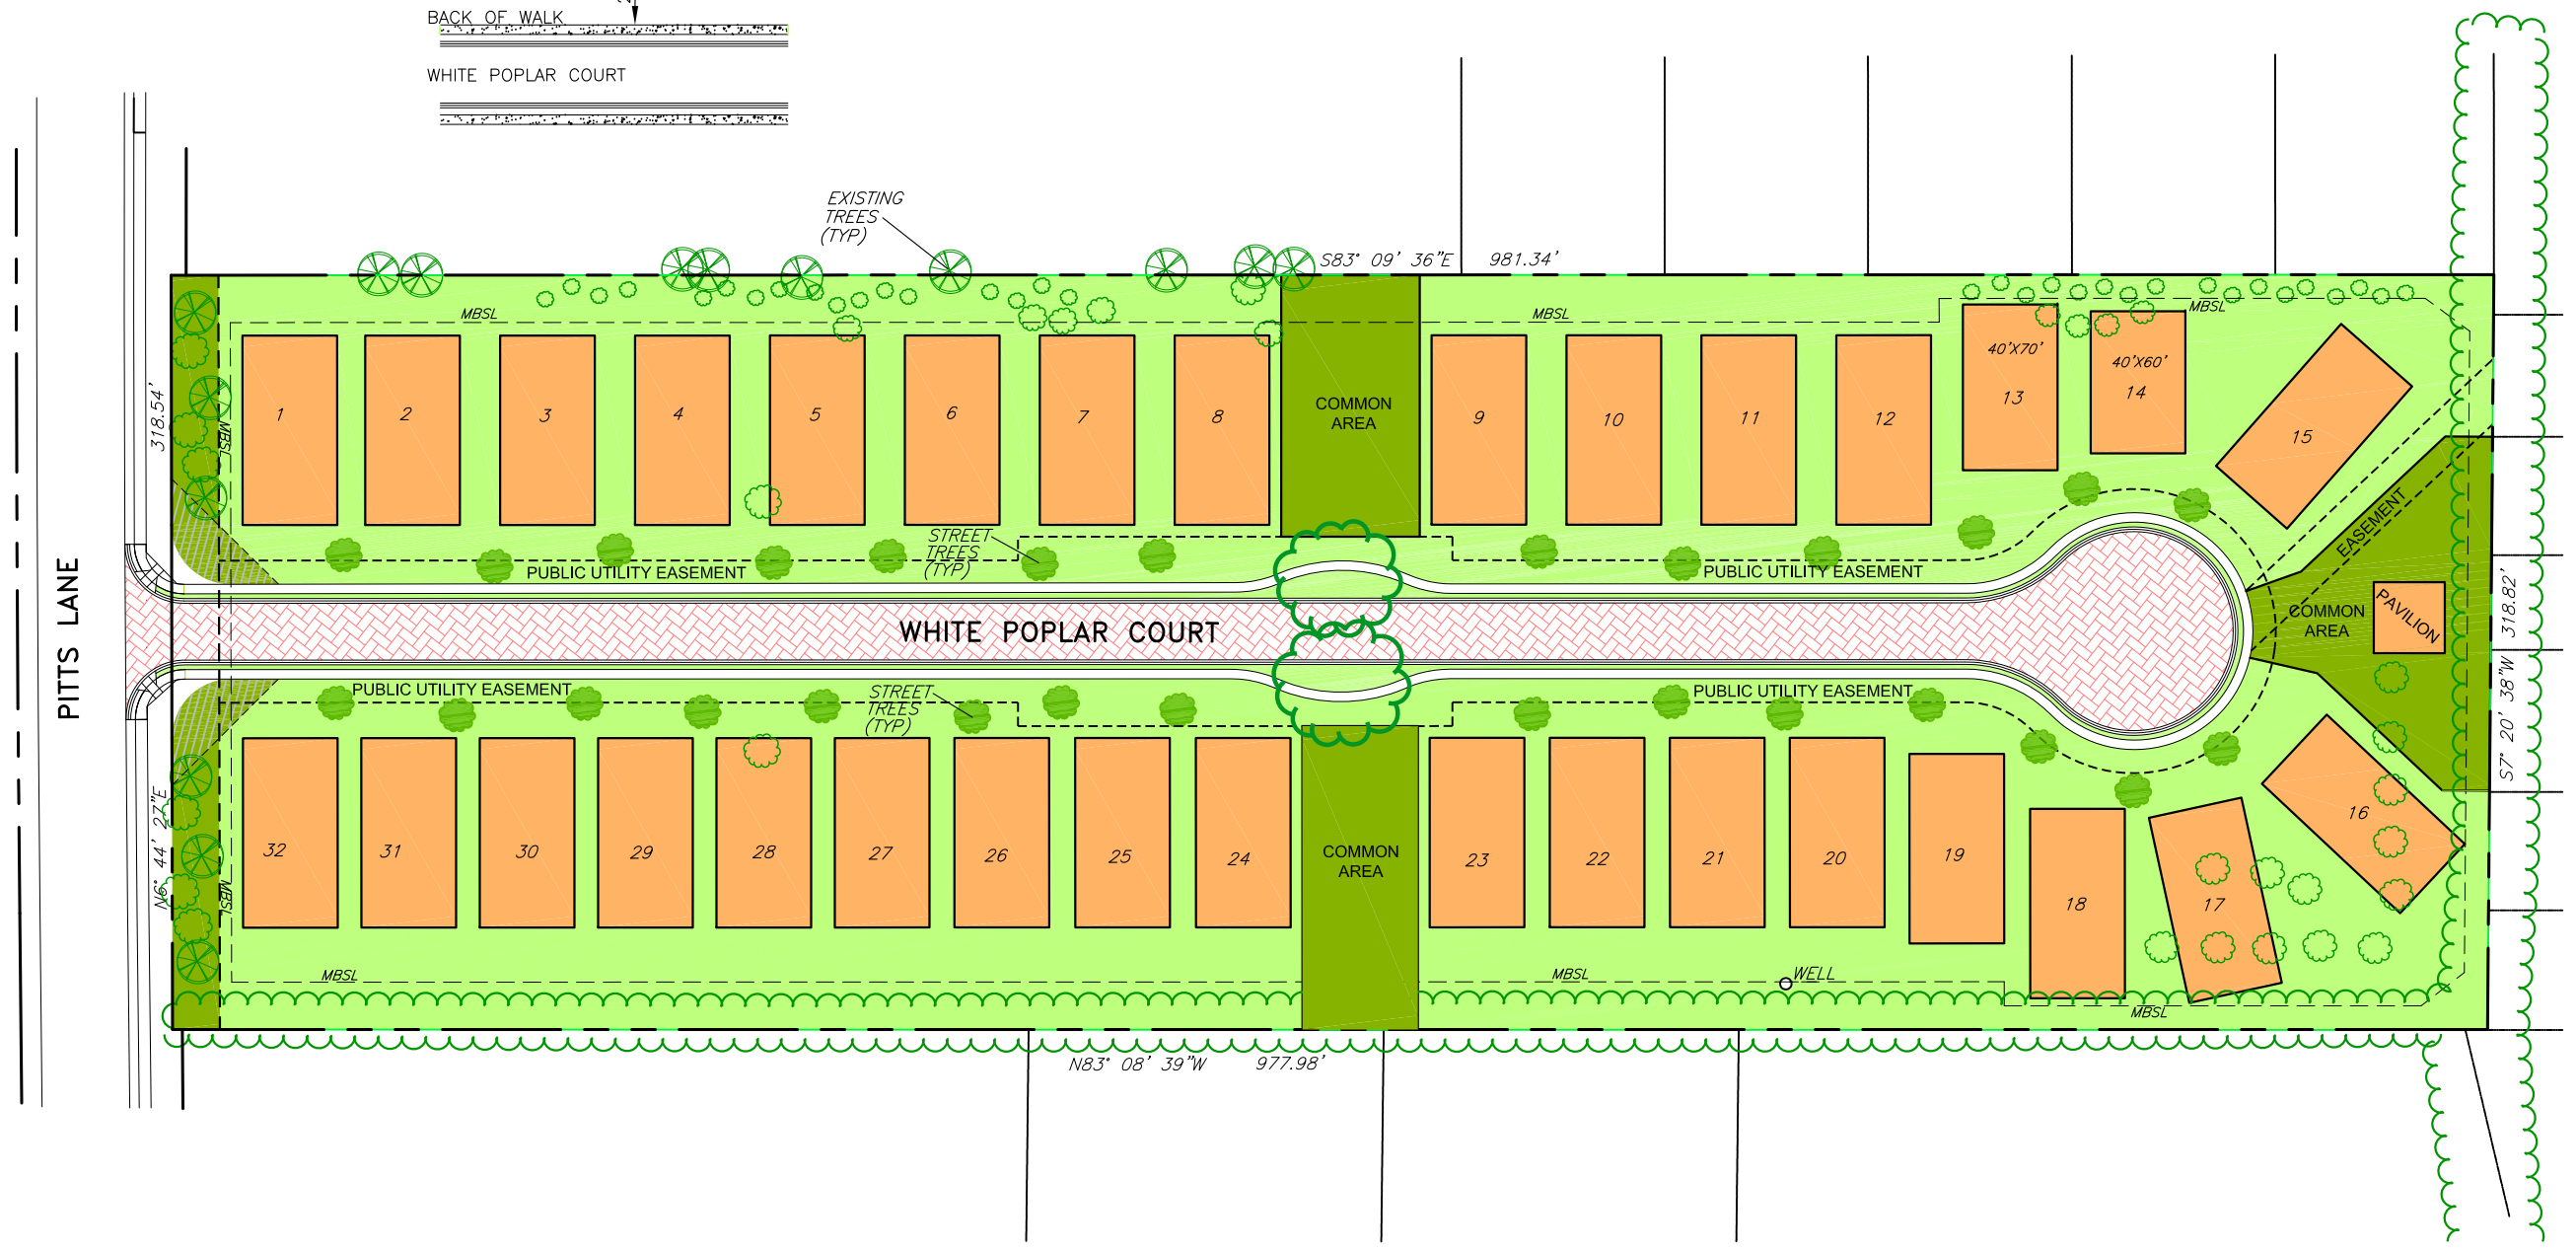 BACK OF WALK
WHITE POPLAR COURT
EXISTING
TREES
(TYP)
S83° 09' 36"E 981.34'
MBSL
MBSL
MBSL
40'X70'
40'X60'
318.54'
MBSL
1
2
3
4
5
6
7
8
COMMON
AREA
9
10
11
12
13
14
15
EASEMENT
STREET
TREES
(TYP)
PUBLIC UTILITY EASEMENT
PUBLIC UTILITY EASEMENT
PITTS LANE
WHITE POPLAR COURT
COMMON
AREA
PAVILION
S7° 20' 38"W 318.82'
PUBLIC UTILITY EASEMENT
STREET
TREES
(TYP)
PUBLIC UTILITY EASEMENT
N6° 44' 27"E
MBSL
32
31
30
29
28
27
26
25
24
COMMON
AREA
23
22
21
20
19
18
17
16
MBSL
MBSL
WELL
MBSL
N83° 08' 39"W 977.98'